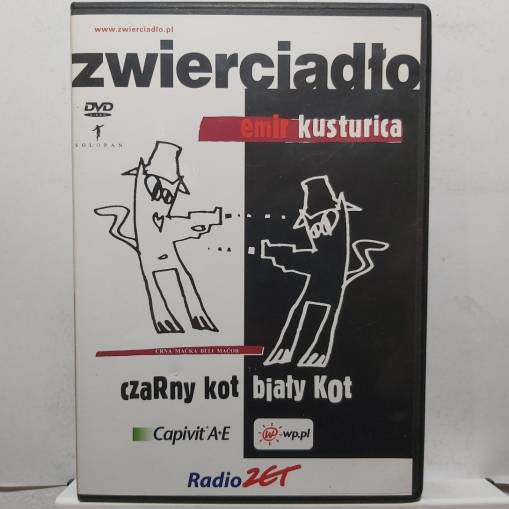 www.zwierciadlo.pl
zwierciadło
DVD
VIDEO
SOLOPAN
emir kusturica
CRNA MAČKA BELI MAČOR
czaRny kot biały Kot
Capivit A+E
wp.pl
Radio ZET